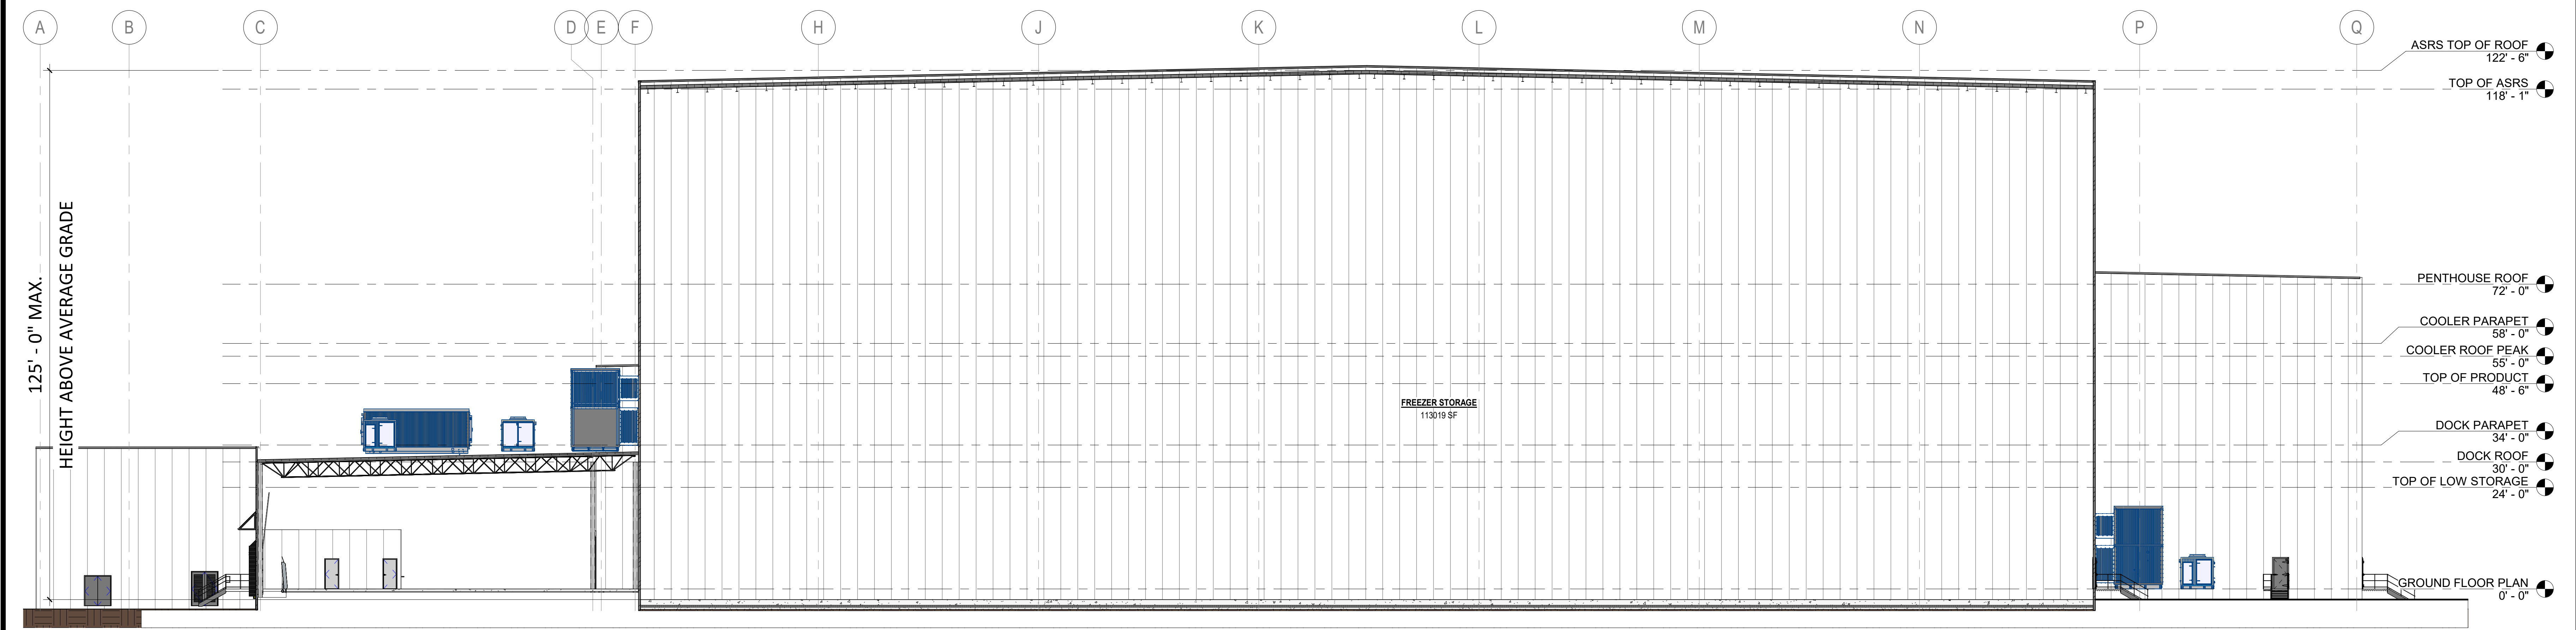 A
B
C
D
E
F
H
J
K
L
M
N
P
Q
ASRS TOP OF ROOF
122' - 6"
TOP OF ASRS
118' - 1"
125' - 0" MAX.
HEIGHT ABOVE AVERAGE GRADE
PENTHOUSE ROOF
72' - 0"
COOLER PARAPET
58' - 0"
COOLER ROOF PEAK
55' - 0"
TOP OF PRODUCT
48' - 6"
FREEZER STORAGE
113019 SF
DOCK PARAPET
34' - 0"
DOCK ROOF
30' - 0"
TOP OF LOW STORAGE
24' - 0"
GROUND FLOOR PLAN
0' - 0"